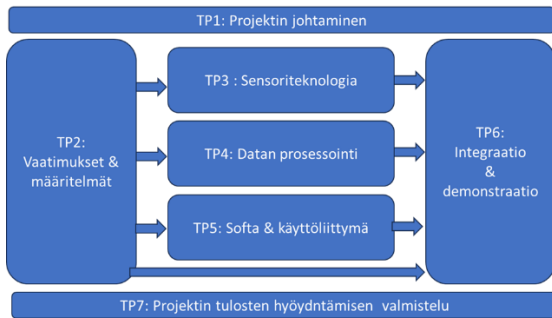 TP1: Projektin johtaminen
TP2:
Vaatimukset &
määritelmät
TP3 : Sensoriteknologia
TP4: Datan prosessointi
TP5: Softa & käyttöliittymä
TP6:
Integraatio
&
demonstraatio
TP7: Projektin tulosten hyöydntämisen valmistelu